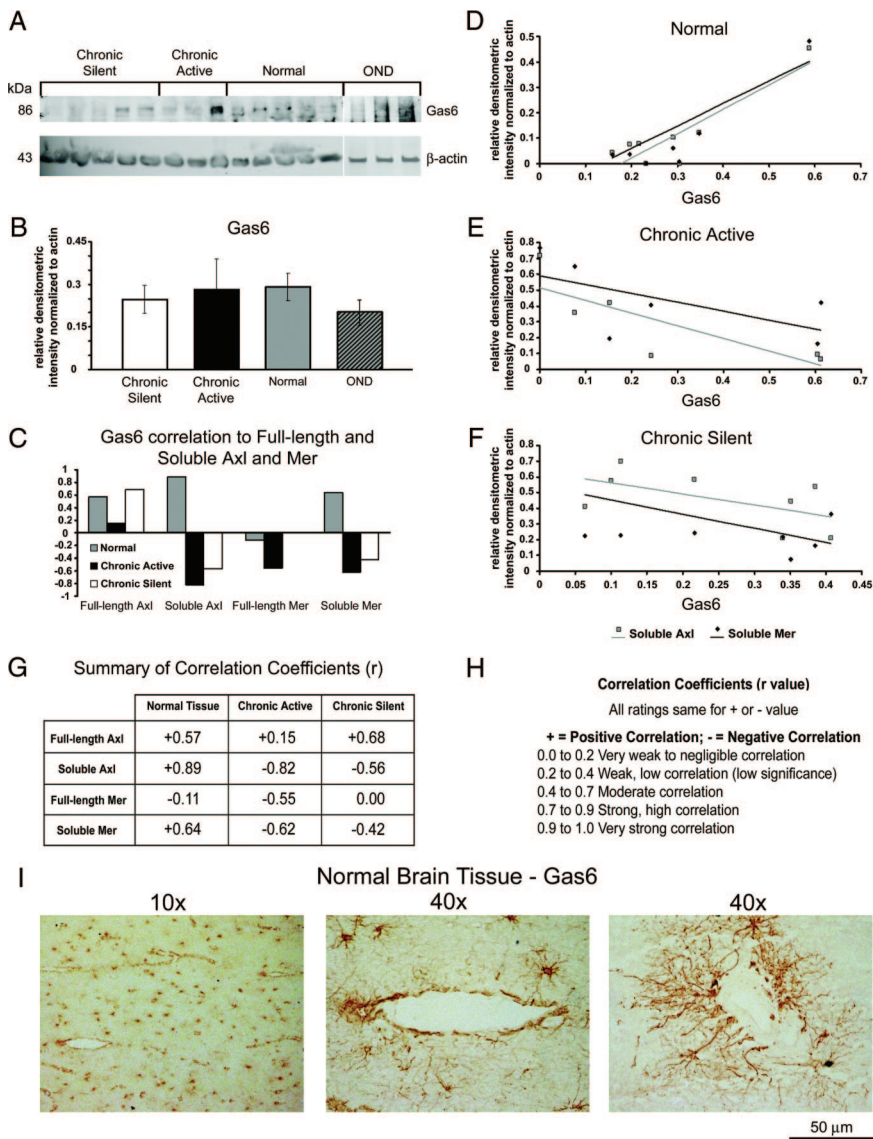 A
Chronic Silent
Chronic Active
Normal
OND
kDa
86
Gas6
43
β-actin
B
Gas6
relative densitometric
intensity normalized to actin
0.45
0.3
0.15
0
Chronic Silent
Chronic Active
Normal
OND
C
Gas6 correlation to Full-length and
Soluble Axl and Mer
1
0.8
0.6
0.4
0.2
0
-0.2
-0.4
-0.6
-0.8
-1
Normal
Chronic Active
Chronic Silent
Full-length Axl Soluble Axl Full-length Mer Soluble Mer
D
Normal
relative densitometric
intensity normalized to actin
0.5
0.4
0.3
0.2
0.1
0
0 0.1 0.2 0.3 0.4 0.5 0.6 0.7
Gas6
E
Chronic Active
relative densitometric
intensity normalized to actin
0.8
0.7
0.6
0.5
0.4
0.3
0.2
0.1
0
0 0.1 0.2 0.3 0.4 0.5 0.6 0.7
Gas6
F
Chronic Silent
relative densitometric
intensity normalized to actin
0.8
0.7
0.6
0.5
0.4
0.3
0.2
0.1
0
0 0.05 0.1 0.15 0.2 0.25 0.3 0.35 0.4 0.45
Gas6
Soluble Axl Soluble Mer
G
Summary of Correlation Coefficients (r)
Normal Tissue Chronic Active Chronic Silent
Full-length Axl +0.57 +0.15 +0.68
Soluble Axl +0.89 -0.82 -0.56
Full-length Mer -0.11 -0.55 0.00
Soluble Mer +0.64 -0.62 -0.42
H
Correlation Coefficients (r value)
All ratings same for + or - value
+ = Positive Correlation; - = Negative Correlation
0.0 to 0.2 Very weak to negligible correlation
0.2 to 0.4 Weak, low correlation (low significance)
0.4 to 0.7 Moderate correlation
0.7 to 0.9 Strong, high correlation
0.9 to 1.0 Very strong correlation
I
Normal Brain Tissue - Gas6
10x
40x
40x
50 μm